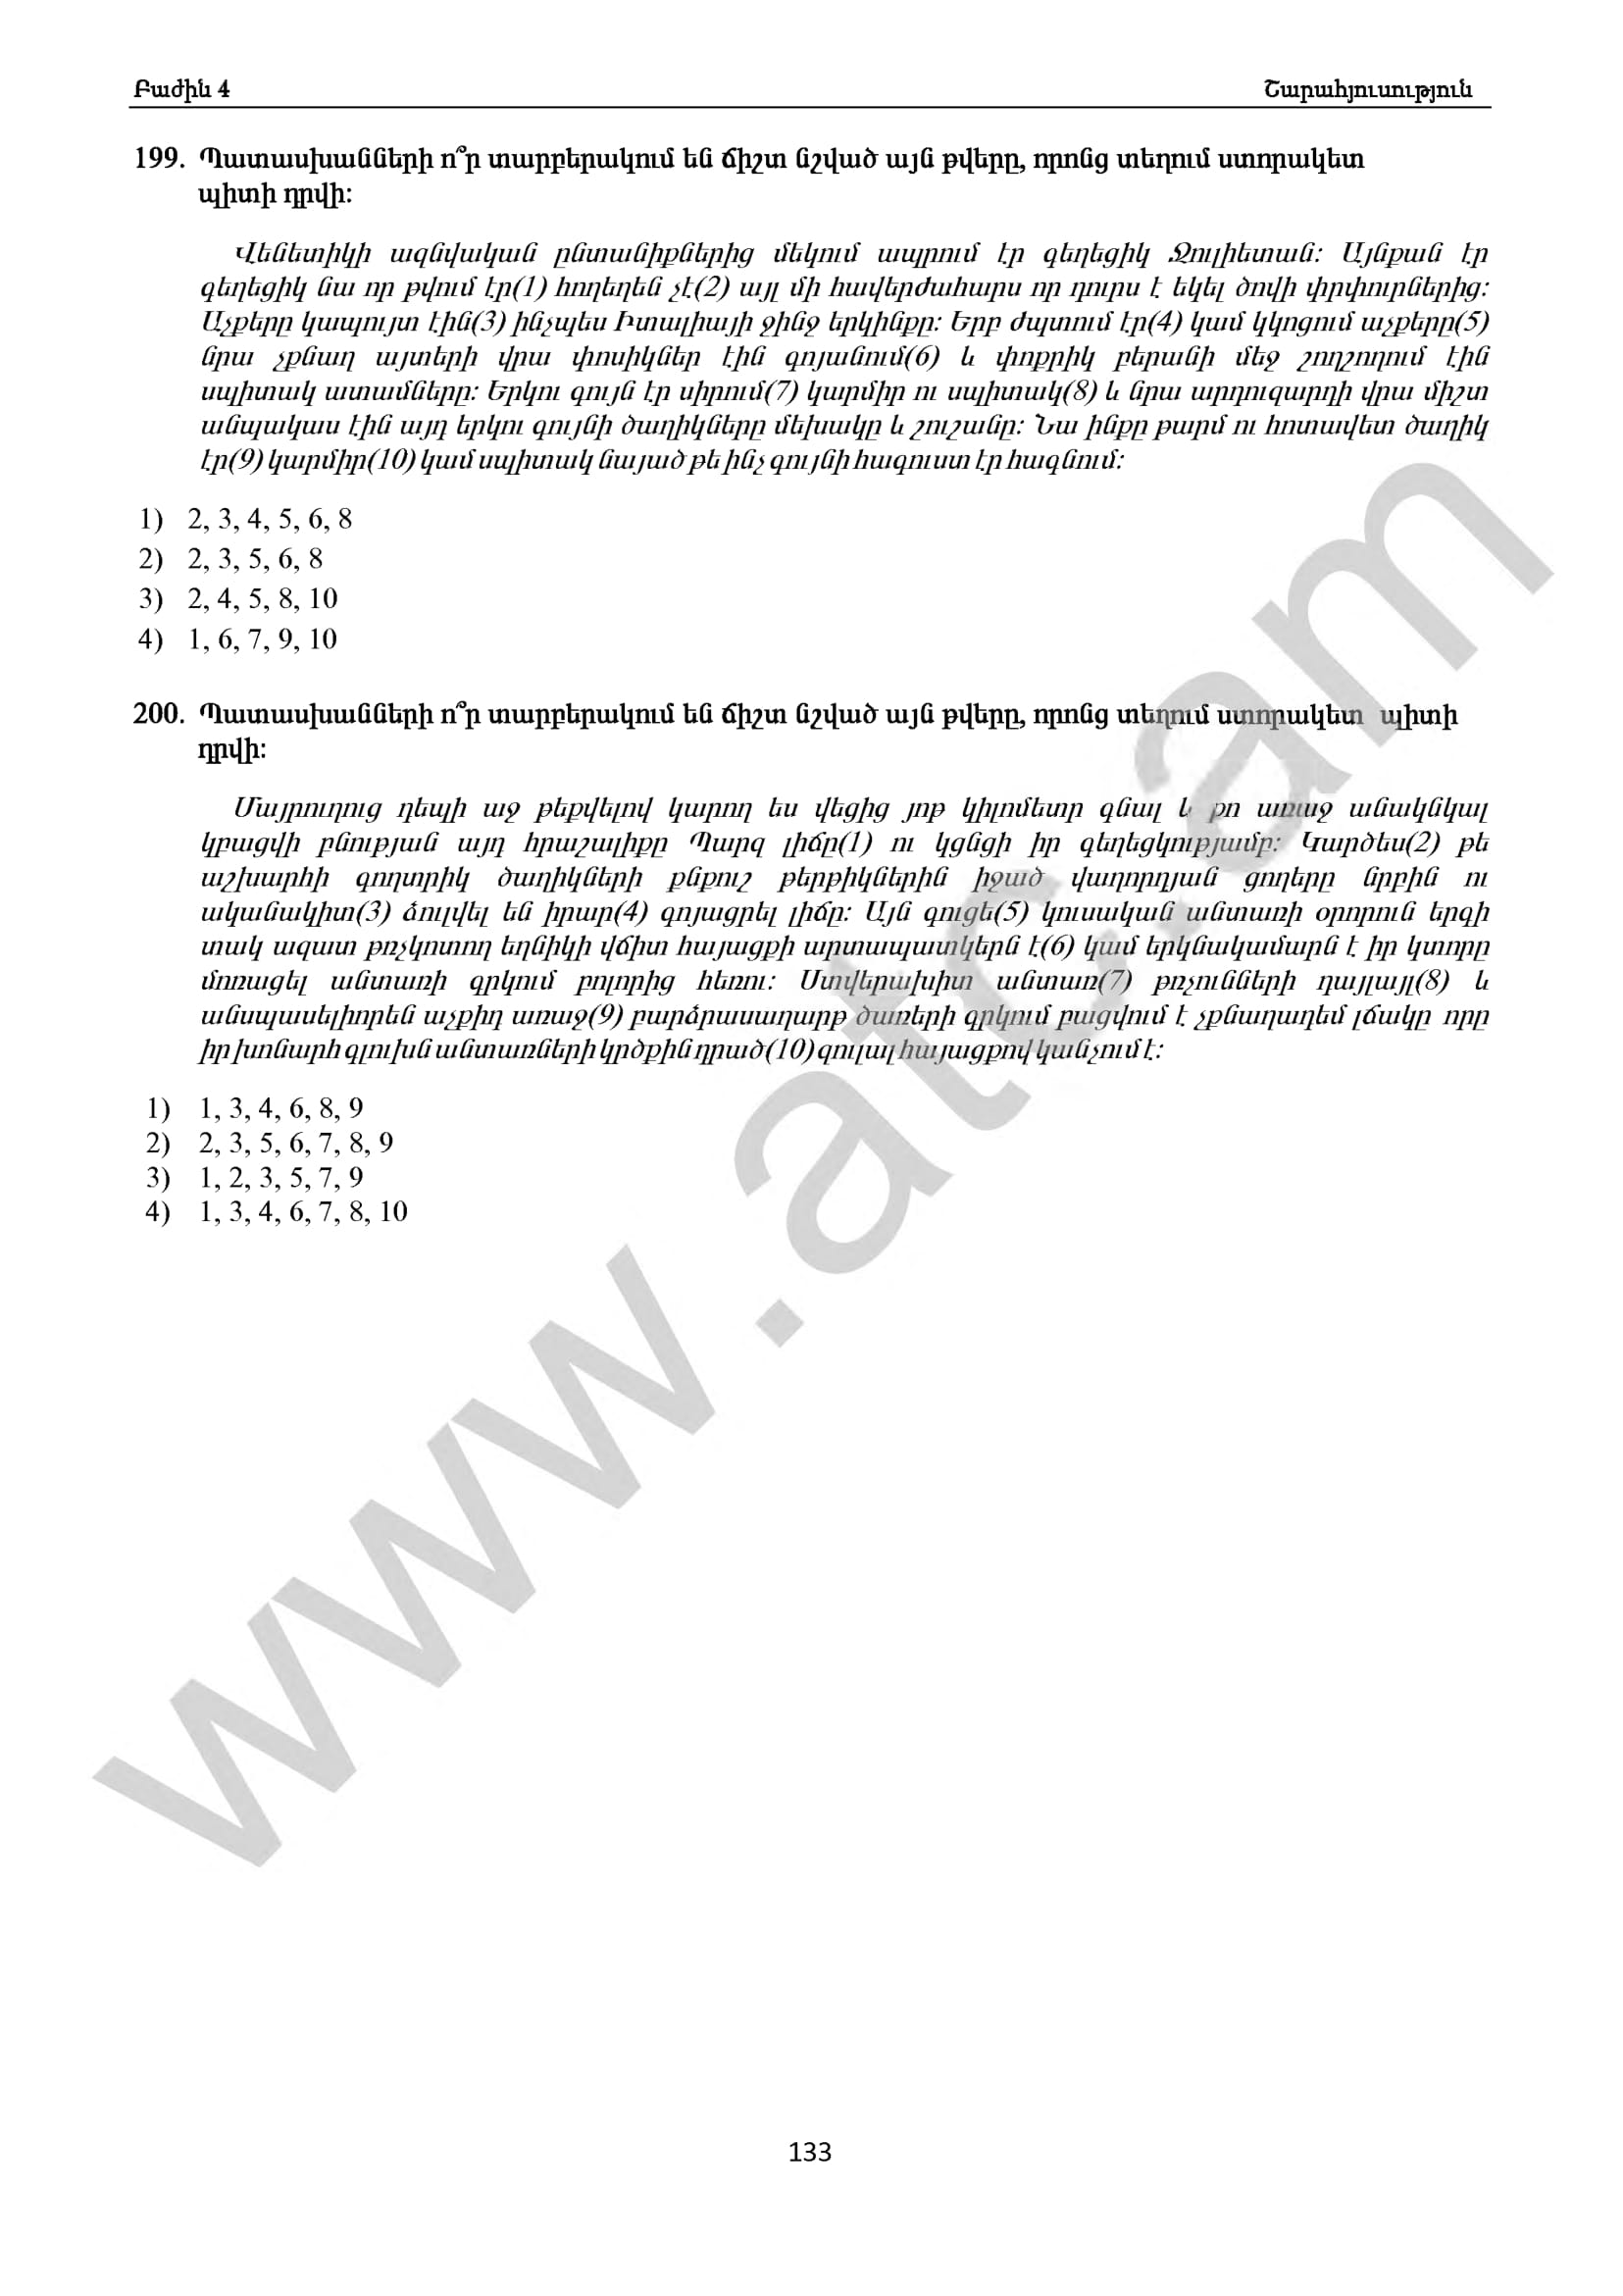 Բաժին 4 Շարահյուսություն
199. Պատասխանների ո՞ր տարբերակում են ճիշտ նշված այն թվերը, որոնց տեղում ստորակետ
պիտի դրվի:
Վենետիկի ազնվական ընտանիքներից մեկում ապրում էր գեղեցիկ Ջուլիետան: Այնքան էր
գեղեցիկ նա որ թվում էր(1) հողեղեն չէ(2) այլ մի հավերժահարս որ դուրս է եկել ծովի փրփուրներից:
Աչքերը կապույտ էին(3) ինչպես Իտալիայի ջինջ երկինքը: Երբ ժպտում էր(4) կամ կկոցում աչքերը(5)
նրա չքնաղ այտերի վրա փոսիկներ էին գոյանում(6) և փոքրիկ բերանի մեջ շողշողում էին
սպիտակ ատամները: Երկու գույն էր սիրում(7) կարմիր ու սպիտակ(8) և նրա արդուզարդի վրա միշտ
անպակաս էին այդ երկու գույնի ծաղիկները մեխակը և շուշանը: Նա ինքը թարմ ու հոտավետ ծաղիկ
էր(9) կարմիր(10) կամ սպիտակ նայած թե ինչ գույնի հագուստ էր հագնում:
1) 2, 3, 4, 5, 6, 8
2) 2, 3, 5, 6, 8
3) 2, 4, 5, 8, 10
4) 1, 6, 7, 9, 10
200. Պատասխանների ո՞ր տարբերակում են ճիշտ նշված այն թվերը, որոնց տեղում ստորակետ պիտի
դրվի:
Մայրուղուց դեպի աջ թեքվելով կարող ես վեցից յոթ կիլոմետր գնալ և քո առաջ անակնկալ
կբացվի բնության այդ հրաշալիքը Պարզ լիճը(1) ու կցնցի իր գեղեցկությամբ: Կարծես(2) թե
աշխարհի գողտրիկ ծաղիկների քնքուշ թերթիկներին իջած վաղորդյան ցողերը նրբին ու
ականակիտ(3) ձուլվել են իրար(4) գոյացրել լիճը: Այն գուցե(5) կուսական անտառի օրորուն երգի
տակ ազատ թռչկոտող եղնիկի վճիտ հայացքի արտապատկերն է(6) կամ երկնակամարն է իր կտորը
մոռացել անտառի գրկում բոլորից հեռու: Ստվերախիտ անտառ(7) թռչունների դայլայլ(8) և
անսպասելիորեն աչքիդ առաջ(9) բարձրասաղարթ ծառերի գրկում բացվում է չքնաղադեմ լճակը որը
իր խոնարհ գլուխն անտառների կրծքին դրած(10) զուլալ հայացքով կանչում է:
1) 1, 3, 4, 6, 8, 9
2) 2, 3, 5, 6, 7, 8, 9
3) 1, 2, 3, 5, 7, 9
4) 1, 3, 4, 6, 7, 8, 10
www.atc.am
133